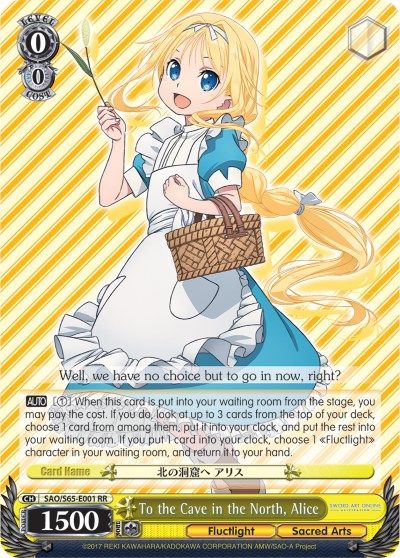 LEVEL
0
0
COST
Well, we have no choice but to go in now, right?
AUTO [(1)] When this card is put into your waiting room from the stage, you
may pay the cost. If you do, look at up to 3 cards from the top of your deck,
choose 1 card from among them, put it into your clock, and put the rest into
your waiting room. If you put 1 card into your clock, choose 1 «Fluctlight»
character in your waiting room, and return it to your hand.
Card Name
北の洞窟へ アリス
CH SAO/S65-E001 RR
To the Cave in the North, Alice
SWORD ART ONLINE
POWER
1500
SOUL
Fluctlight
Sacred Arts
©2017 REKI KAWAHARA/KADOKAWA CORPORATION AMW/SAO-A Project